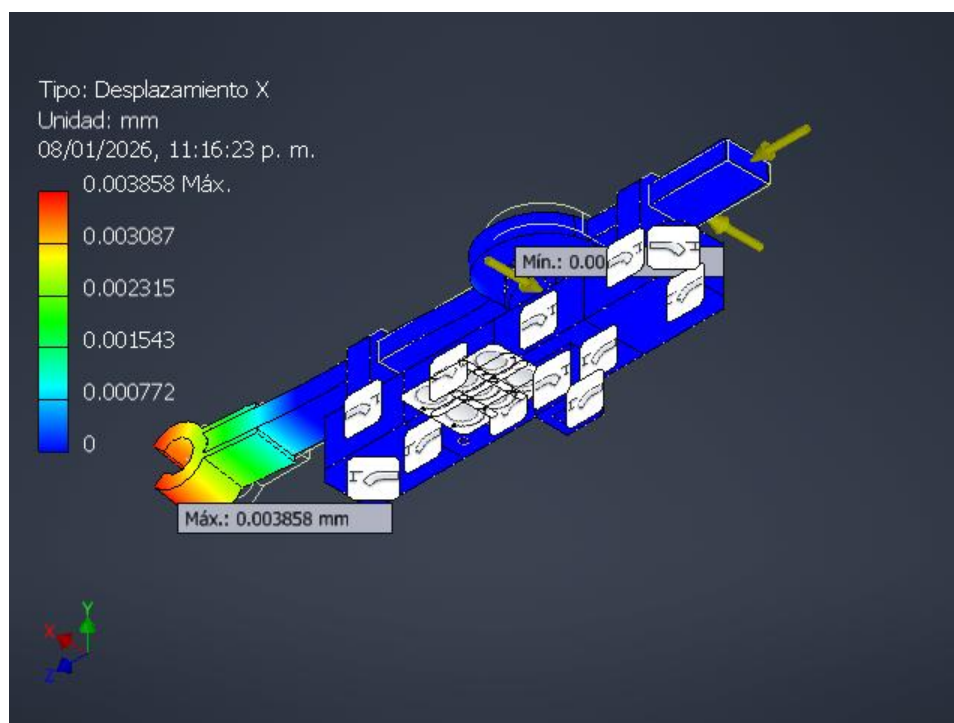 Tipo: Desplazamiento X
Unidad: mm
08/01/2026, 11:16:23 p. m.
0.003858 Máx.
0.003087
0.002315
0.001543
0.000772
0
Mín.: 0.00
Máx.: 0.003858 mm
Y
X
Z